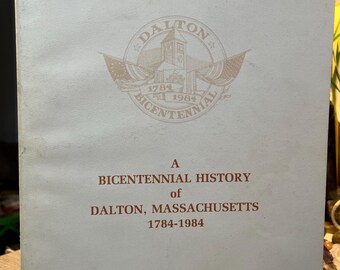 DALTON
1784 1984
BICENTENNIAL
A
BICENTENNIAL HISTORY
of
DALTON, MASSACHUSETTS
1784-1984